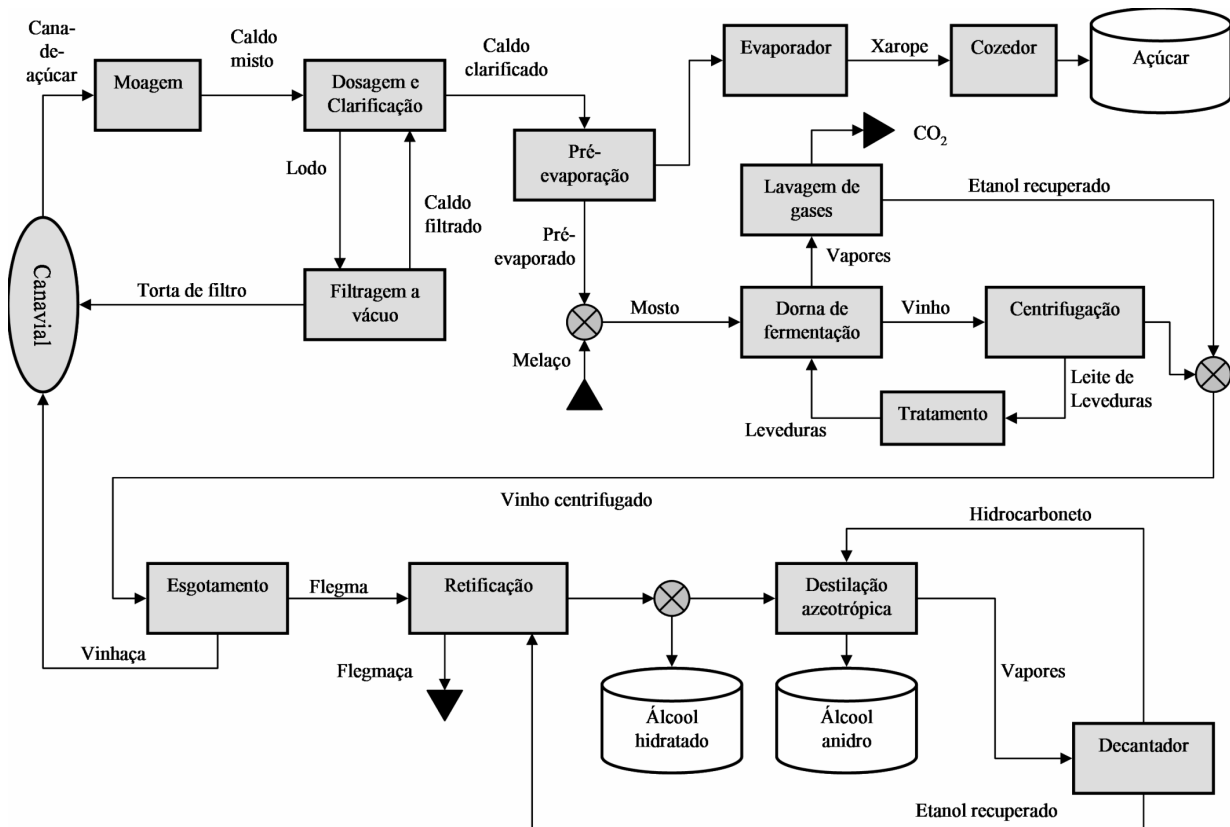 Cana-
de-
açúcar
Moagem
Caldo
misto
Dosagem e
Clarificação
Caldo
clarificado
Evaporador
Xarope
Cozedor
Açúcar
Lodo
Caldo
filtrado
Pré-
evaporação
CO₂
Lavagem de
gases
Etanol recuperado
Pré-
evaporado
Vapores
Canavial
Torta de filtro
Filtragem a
vácuo
Mosto
Melaço
Dorna de
fermentação
Vinho
Centrifugação
Leite de
Leveduras
Tratamento
Leveduras
Vinho centrifugado
Hidrocarboneto
Esgotamento
Flegma
Retificação
Destilação
azeotrópica
Vinhaça
Flegmaça
Vapores
Álcool
hidratado
Álcool
anidro
Decantador
Etanol recuperado